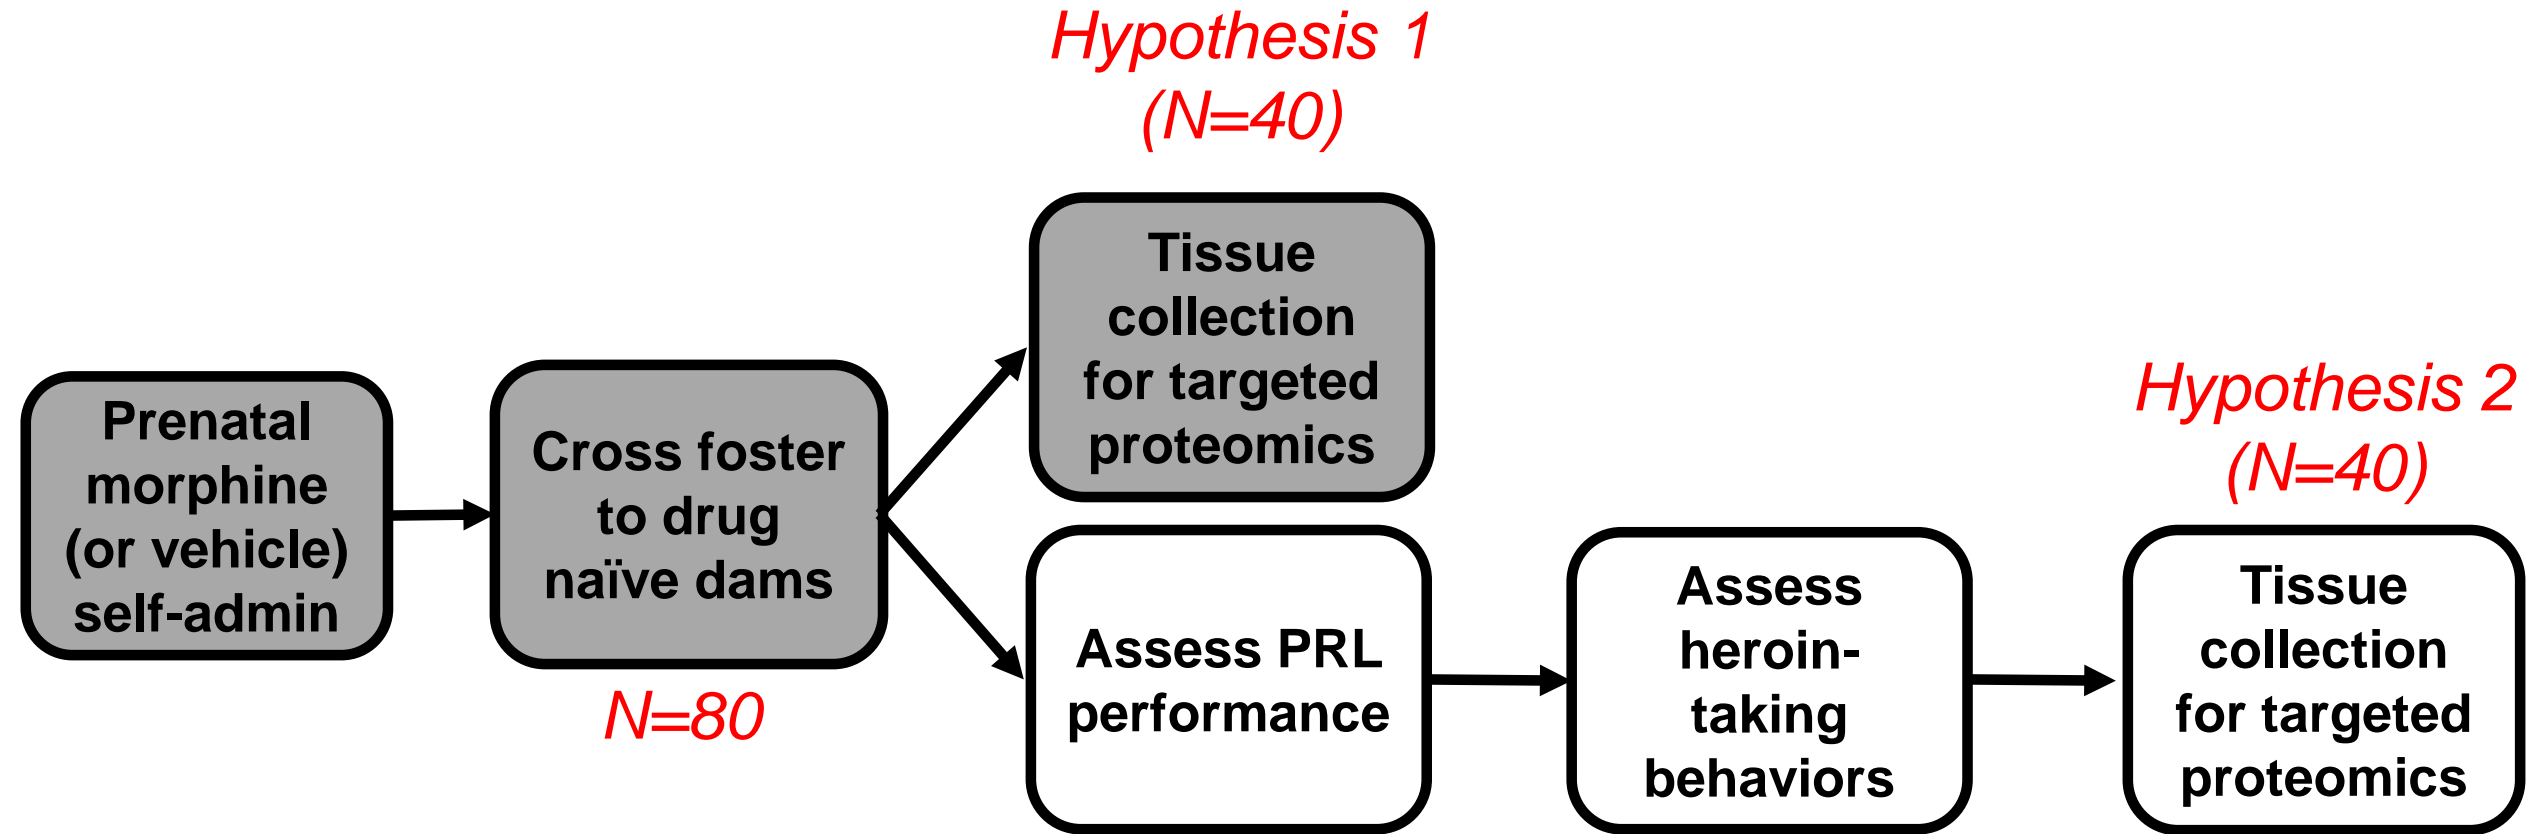 Hypothesis 1
(N=40)
Prenatal
morphine
(or vehicle)
self-admin
Cross foster
to drug
naïve dams
N=80
Tissue
collection
for targeted
proteomics
Assess PRL
performance
Assess
heroin-
taking
behaviors
Hypothesis 2
(N=40)
Tissue
collection
for targeted
proteomics